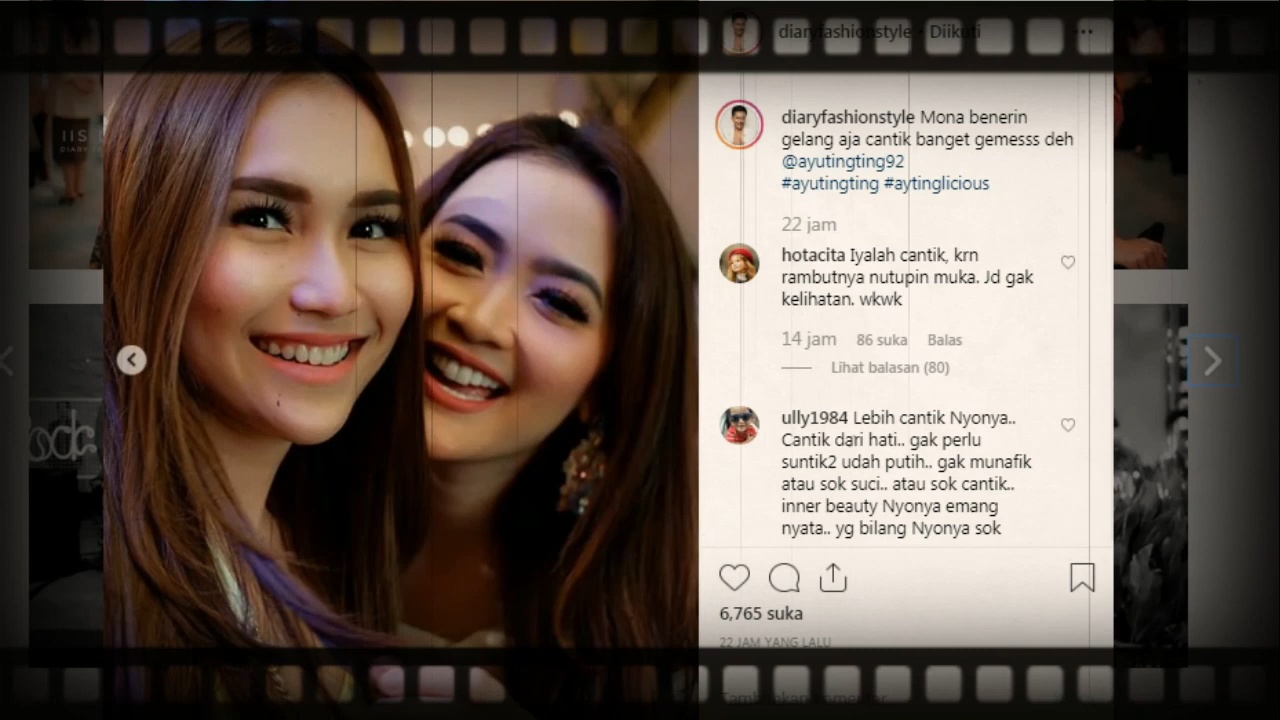 diaryfashionstyle • Diikuti
diaryfashionstyle Mona benerin
gelang aja cantik banget gemesss deh
@ayutingting92
#ayutingting #aytinglicious
22 jam
hotacita Iyalah cantik, krn
rambutnya nutupin muka. Jd gak
kelihatan. wkwk
14 jam 86 suka Balas
Lihat balasan (80)
ully1984 Lebih cantik Nyonya..
Cantik dari hati.. gak perlu
suntik2 udah putih.. gak munafik
atau sok suci.. atau sok cantik..
inner beauty Nyonya emang
nyata.. yg bilang Nyonya sok
6,765 suka
22 JAM YANG LALU
IIS